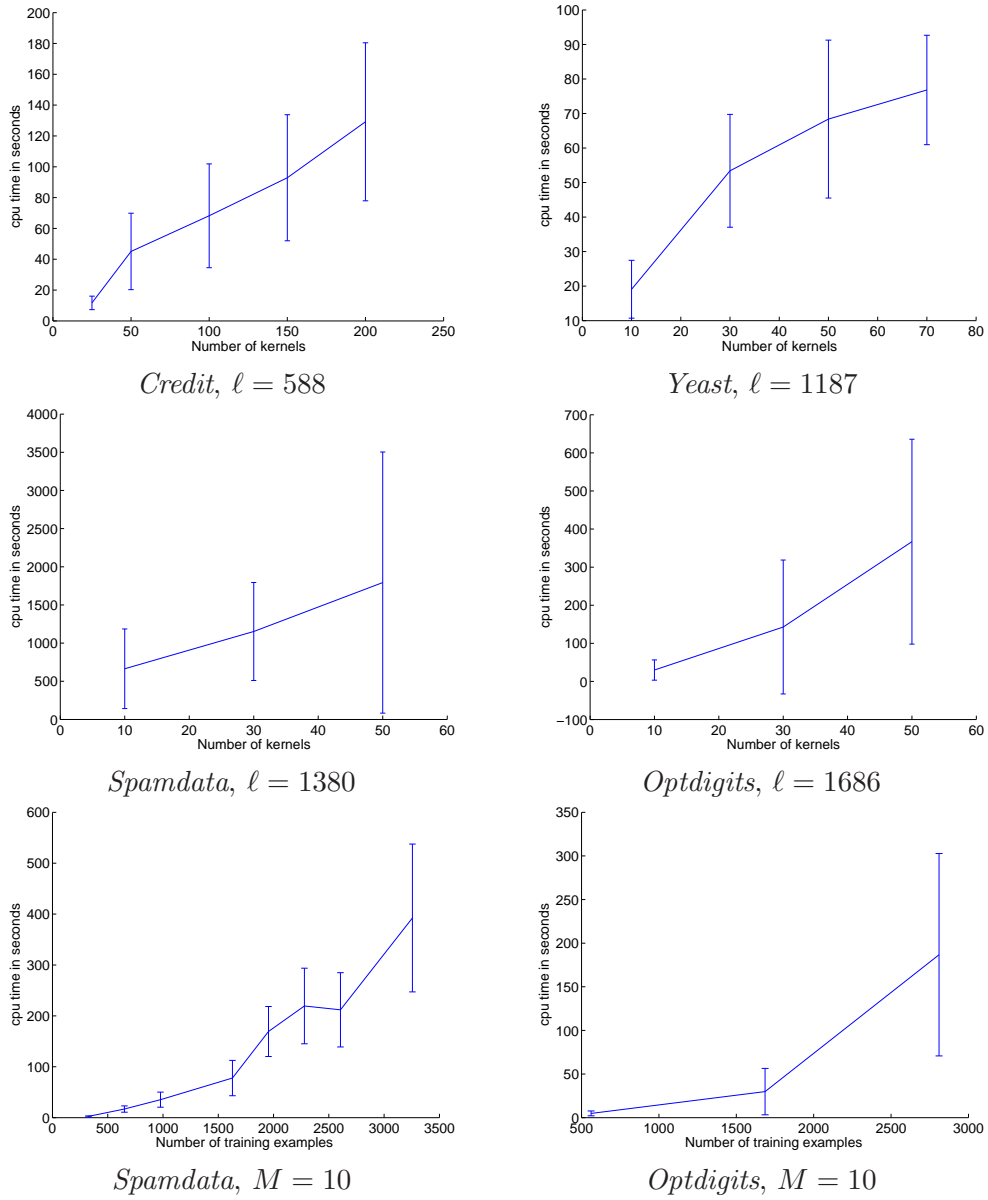 200
180
160
140
120
100
80
60
40
20
0
cpu time in seconds
0 50 100 150 200 250
Number of kernels
Credit, ℓ = 588
100
90
80
70
60
50
40
30
20
10
cpu time in seconds
0 10 20 30 40 50 60 70 80
Number of kernels
Yeast, ℓ = 1187
4000
3500
3000
2500
2000
1500
1000
500
0
cpu time in seconds
0 10 20 30 40 50 60
Number of kernels
Spamdata, ℓ = 1380
700
600
500
400
300
200
100
0
−100
cpu time in seconds
0 10 20 30 40 50 60
Number of kernels
Optdigits, ℓ = 1686
600
500
400
300
200
100
0
cpu time in seconds
0 500 1000 1500 2000 2500 3000 3500
Number of training examples
Spamdata, M = 10
350
300
250
200
150
100
50
0
cpu time in seconds
500 1000 1500 2000 2500 3000
Number of training examples
Optdigits, M = 10